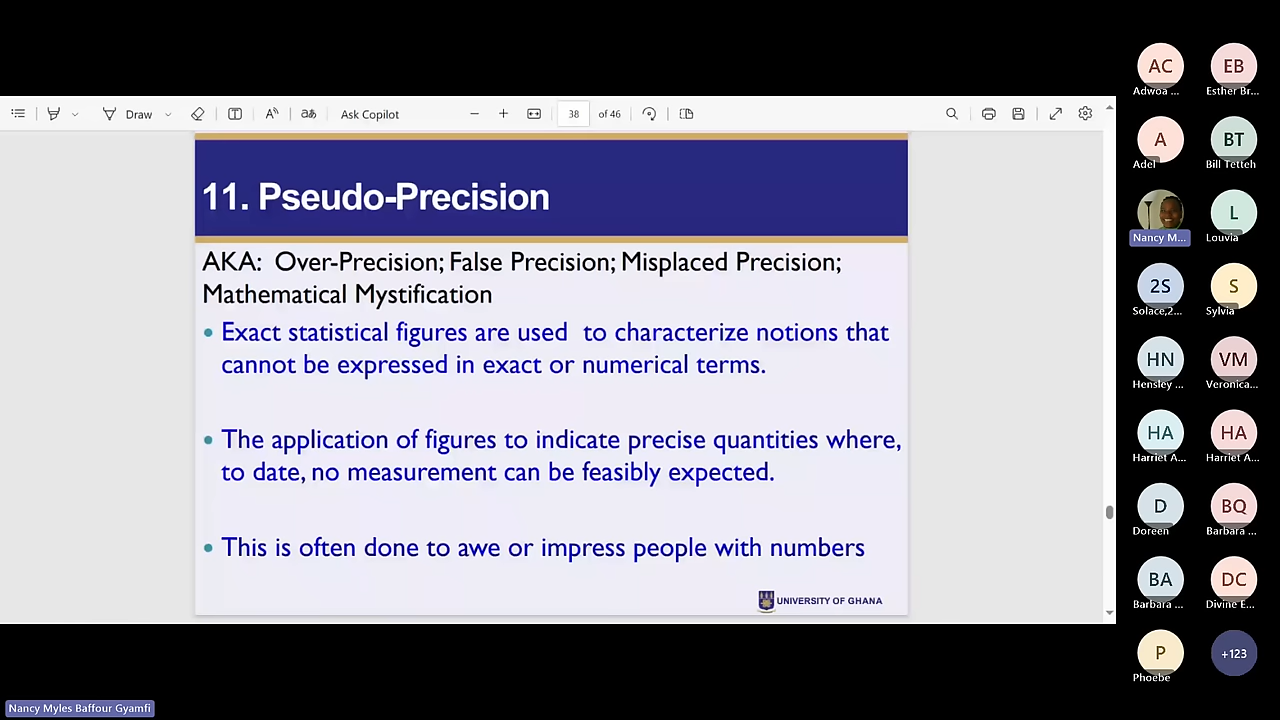 Draw
Ask Copilot
38
of 46
11. Pseudo-Precision
AKA: Over-Precision; False Precision; Misplaced Precision;
Mathematical Mystification
Exact statistical figures are used to characterize notions that
cannot be expressed in exact or numerical terms.
The application of figures to indicate precise quantities where,
to date, no measurement can be feasibly expected.
This is often done to awe or impress people with numbers
UNIVERSITY OF GHANA
AC
Adwoa ...
EB
Esther Br...
A
Adel
BT
Bill Tetteh
Nancy M...
L
Louvia
2S
Solace,2...
S
Sylvia
HN
Hensley ...
VM
Veronica...
HA
Harriet A...
HA
Harriet A...
D
Doreen
BQ
Barbara ...
BA
Barbara ...
DC
Divine E...
P
Phoebe
+123
Nancy Myles Baffour Gyamfi